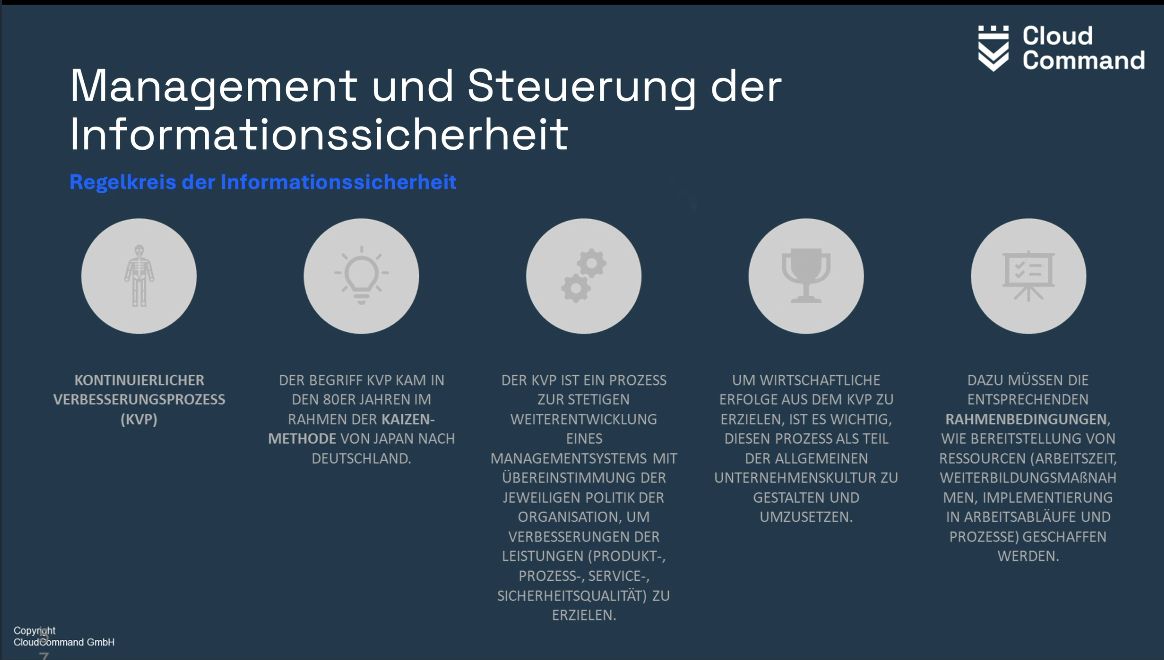 Cloud
Command
Management und Steuerung der
Informationssicherheit
Regelkreis der Informationssicherheit
KONTINUIERLICHER
VERBESSERUNGSPROZESS
(KVP)
DER BEGRIFF KVP KAM IN
DEN 80ER JAHREN IM
RAHMEN DER KAIZEN-
METHODE VON JAPAN NACH
DEUTSCHLAND.
DER KVP IST EIN PROZESS
ZUR STETIGEN
WEITERENTWICKLUNG
EINES
MANAGEMENTSYSTEMS MIT
ÜBEREINSTIMMUNG DER
JEWEILIGEN POLITIK DER
ORGANISATION, UM
VERBESSERUNGEN DER
LEISTUNGEN (PRODUKT-,
PROZESS-, SERVICE-,
SICHERHEITSQUALITÄT) ZU
ERZIELEN.
UM WIRTSCHAFTLICHE
ERFOLGE AUS DEM KVP ZU
ERZIELEN, IST ES WICHTIG,
DIESEN PROZESS ALS TEIL
DER ALLGEMEINEN
UNTERNEHMENSKULTUR ZU
GESTALTEN UND
UMZUSETZEN.
DAZU MÜSSEN DIE
ENTSPRECHENDEN
RAHMENBEDINGUNGEN,
WIE BEREITSTELLUNG VON
RESSOURCEN (ARBEITSZEIT,
WEITERBILDUNGSMAßNAH
MEN, IMPLEMENTIERUNG
IN ARBEITSABLÄUFE UND
PROZESSE) GESCHAFFEN
WERDEN.
Copyright
CloudCommand GmbH